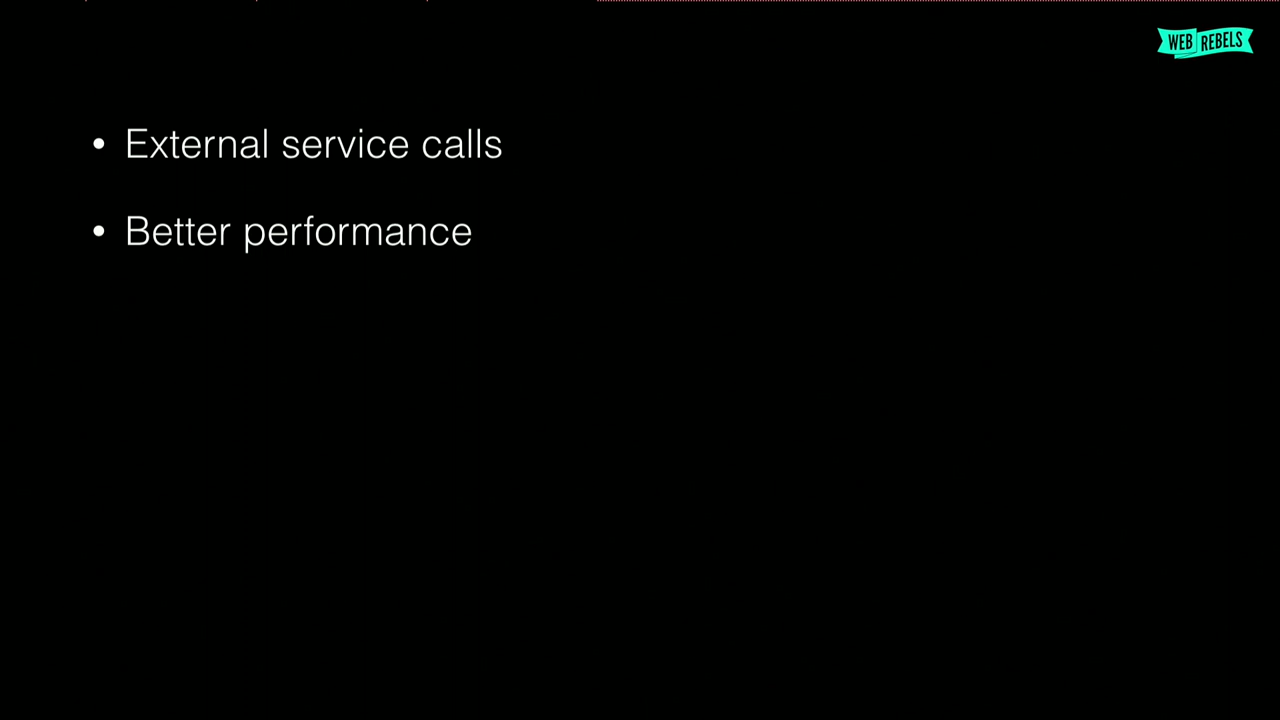 WEB REBELS
• External service calls
• Better performance